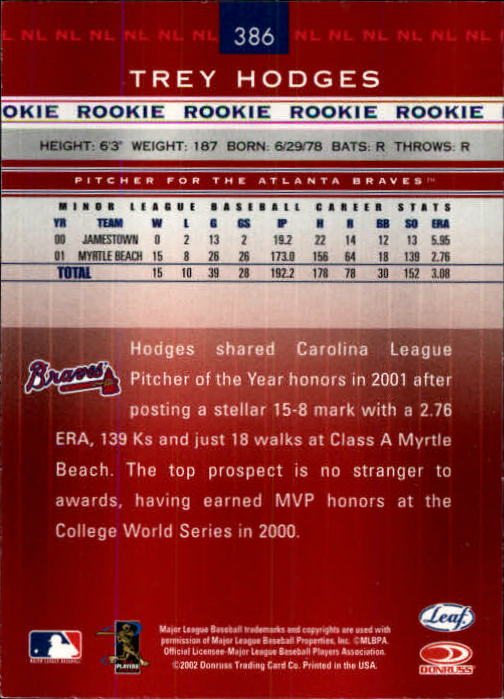 NL NL NL NL NL NL 386 NL NL NL NL NL NL
TREY HODGES
OKIE ROOKIE ROOKIE ROOKIE ROOKIE
HEIGHT: 6'3" WEIGHT: 187 BORN: 6/29/78 BATS: R THROWS: R
PITCHER FOR THE ATLANTA BRAVES™
MINOR LEAGUE BASEBALL CAREER STATS
YR TEAM W L G GS IP H R BB SO ERA
00 JAMESTOWN 0 2 13 2 19.2 22 14 12 13 5.95
01 MYRTLE BEACH 15 8 26 26 173.0 156 64 18 139 2.76
TOTAL 15 10 39 28 192.2 178 78 30 152 3.08
Hodges shared Carolina League
Braves Pitcher of the Year honors in 2001 after
posting a stellar 15-8 mark with a 2.76
ERA, 139 Ks and just 18 walks at Class A Myrtle
Beach. The top prospect is no stranger to
awards, having earned MVP honors at the
College World Series in 2000.
Leaf
Major League Baseball trademarks and copyrights are used with
permission of Major League Baseball Properties, Inc. ©MLBPA.
Official Licensee-Major League Baseball Players Association.
©2002 Donruss Trading Card Co. Printed in the USA.
MAJOR LEAGUE BASEBALL
PLAYERS
DONRUSS